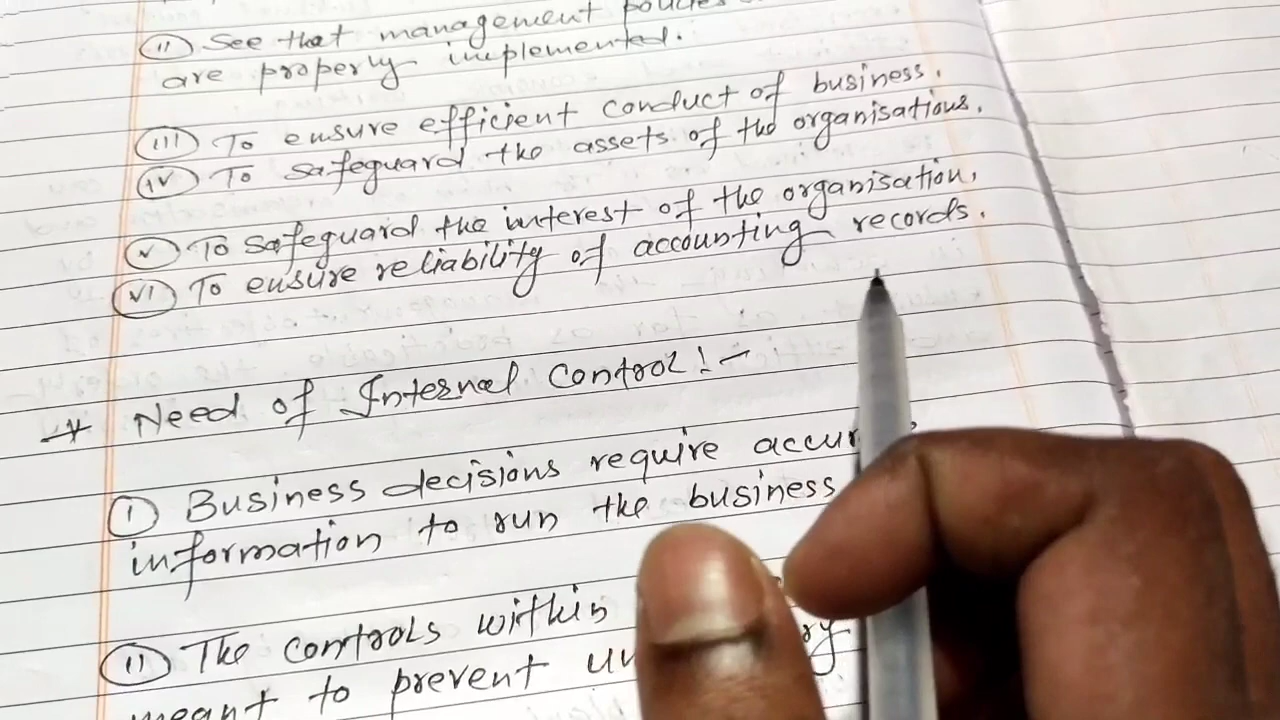 (ii) See that management policies
are properly implemented.
(iii) To ensure efficient conduct of business.
(iv) To safeguard the assets of the organisations.
(v) To safeguard the interest of the organisation.
(vi) To ensure reliability of accounting records.
* Need of Internal Control:-
(i) Business decisions require
information to run the business
(ii) The controls within
meant to prevent